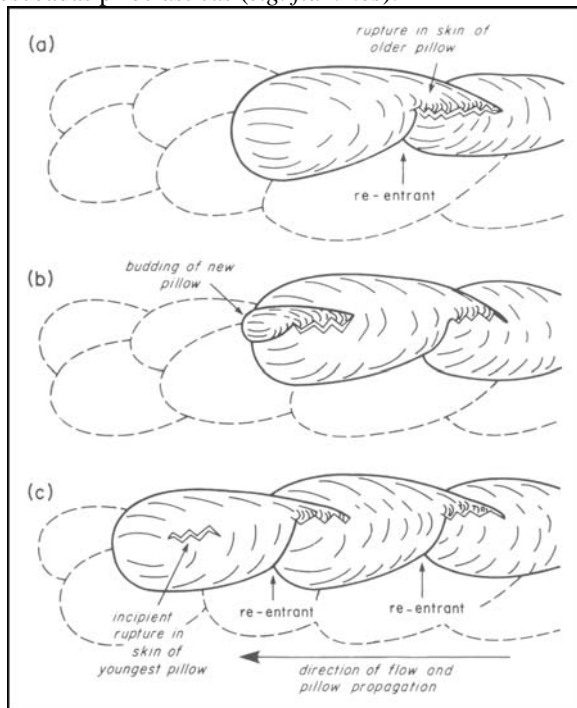 (a)
rupture in skin of
older pillow
re-entrant
(b)
budding of new
pillow
(c)
re-entrant
re-entrant
incipient
rupture in
skin of
youngest pillow
direction of flow and
pillow propagation